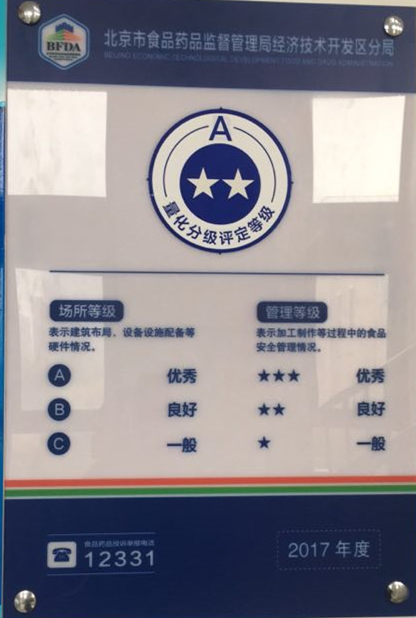 BFDA
北京市食品药品监督管理局经济技术开发区分局
BEIJING ECONOMIC-TECHNOLOGICAL DEVELOPMENT FOOD AND DRUG ADMINISTRATION
A
量化分级评定等级
场所等级
管理等级
表示建筑布局、设备设施配备等
硬件情况。
表示加工制作等过程中的食品
安全管理情况。
A 优秀 ★★★ 优秀
B 良好 ★★ 良好
C 一般 ★ 一般
食品药品投诉举报电话
12331
2017 年度